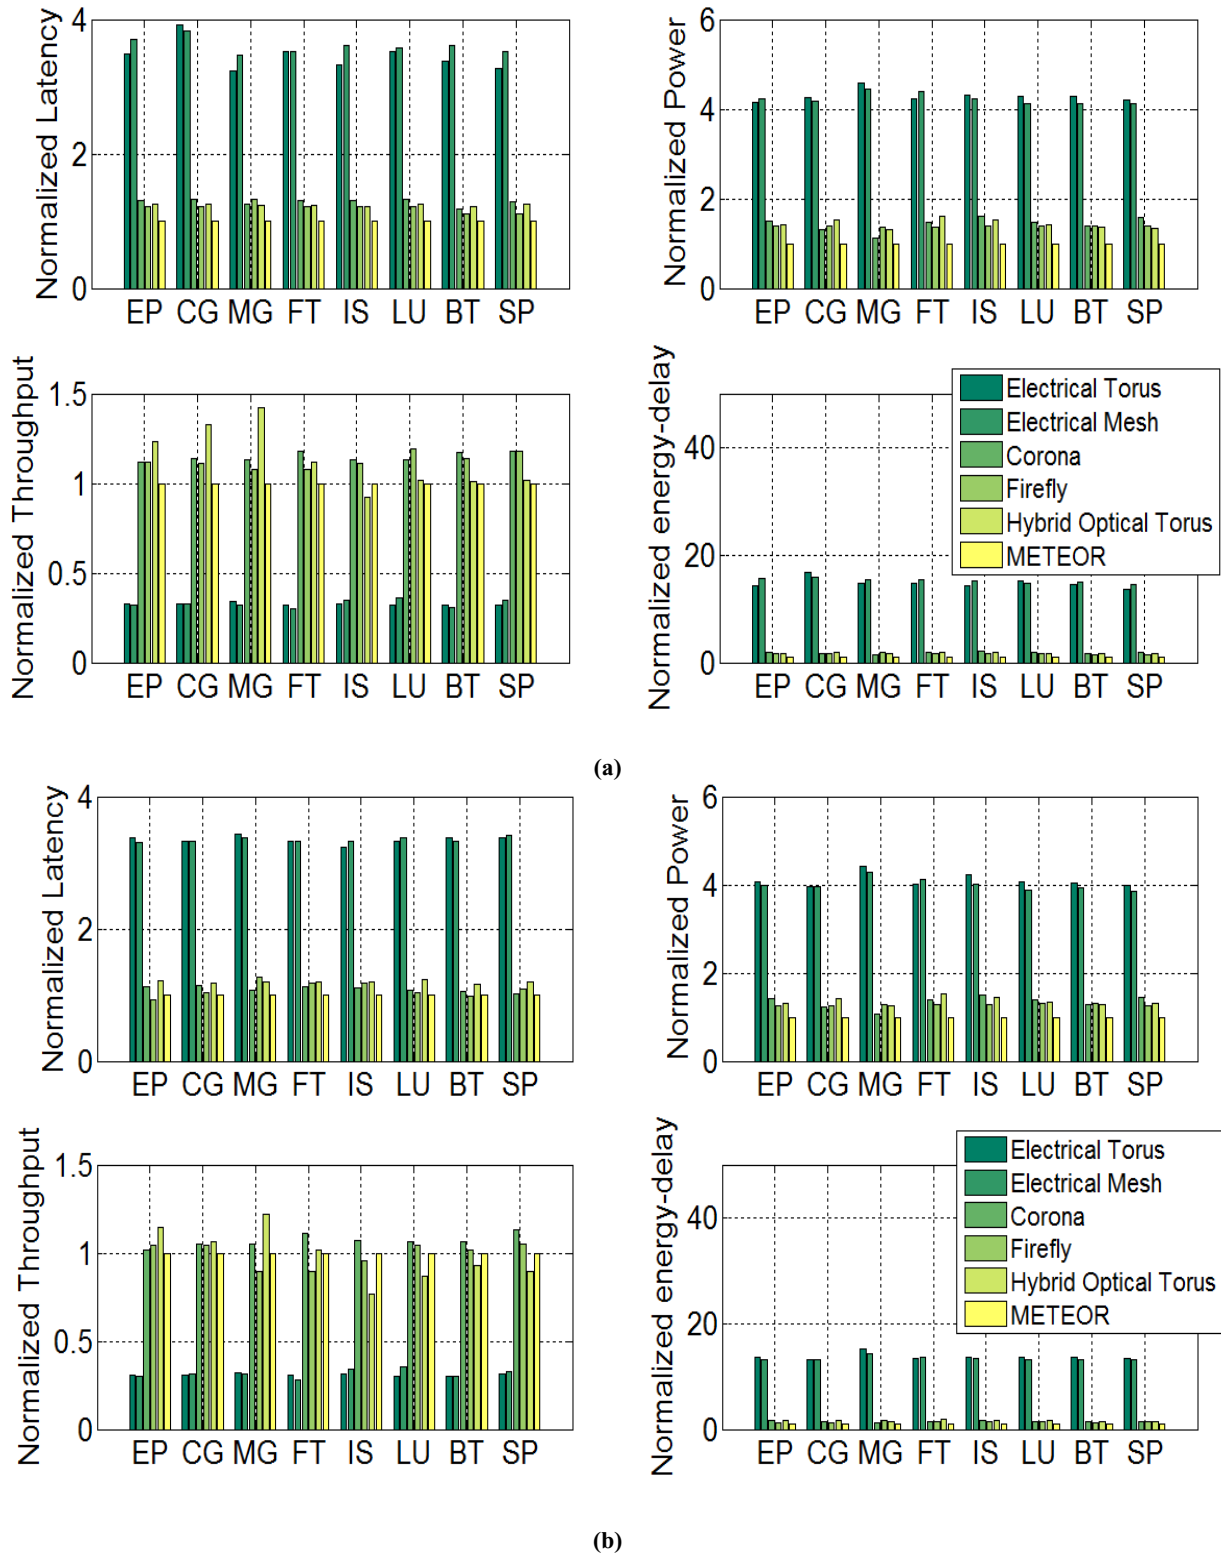 Normalized Latency
4
2
0
EP CG MG FT IS LU BT SP
Normalized Power
6
4
2
0
EP CG MG FT IS LU BT SP
Normalized Throughput
1.5
1
0.5
0
EP CG MG FT IS LU BT SP
Normalized energy-delay
40
20
0
EP CG MG FT IS LU BT SP
Electrical Torus
Electrical Mesh
Corona
Firefly
Hybrid Optical Torus
METEOR
(a)
Normalized Latency
4
2
0
EP CG MG FT IS LU BT SP
Normalized Power
6
4
2
0
EP CG MG FT IS LU BT SP
Normalized Throughput
1.5
1
0.5
0
EP CG MG FT IS LU BT SP
Normalized energy-delay
40
20
0
EP CG MG FT IS LU BT SP
Electrical Torus
Electrical Mesh
Corona
Firefly
Hybrid Optical Torus
METEOR
(b)